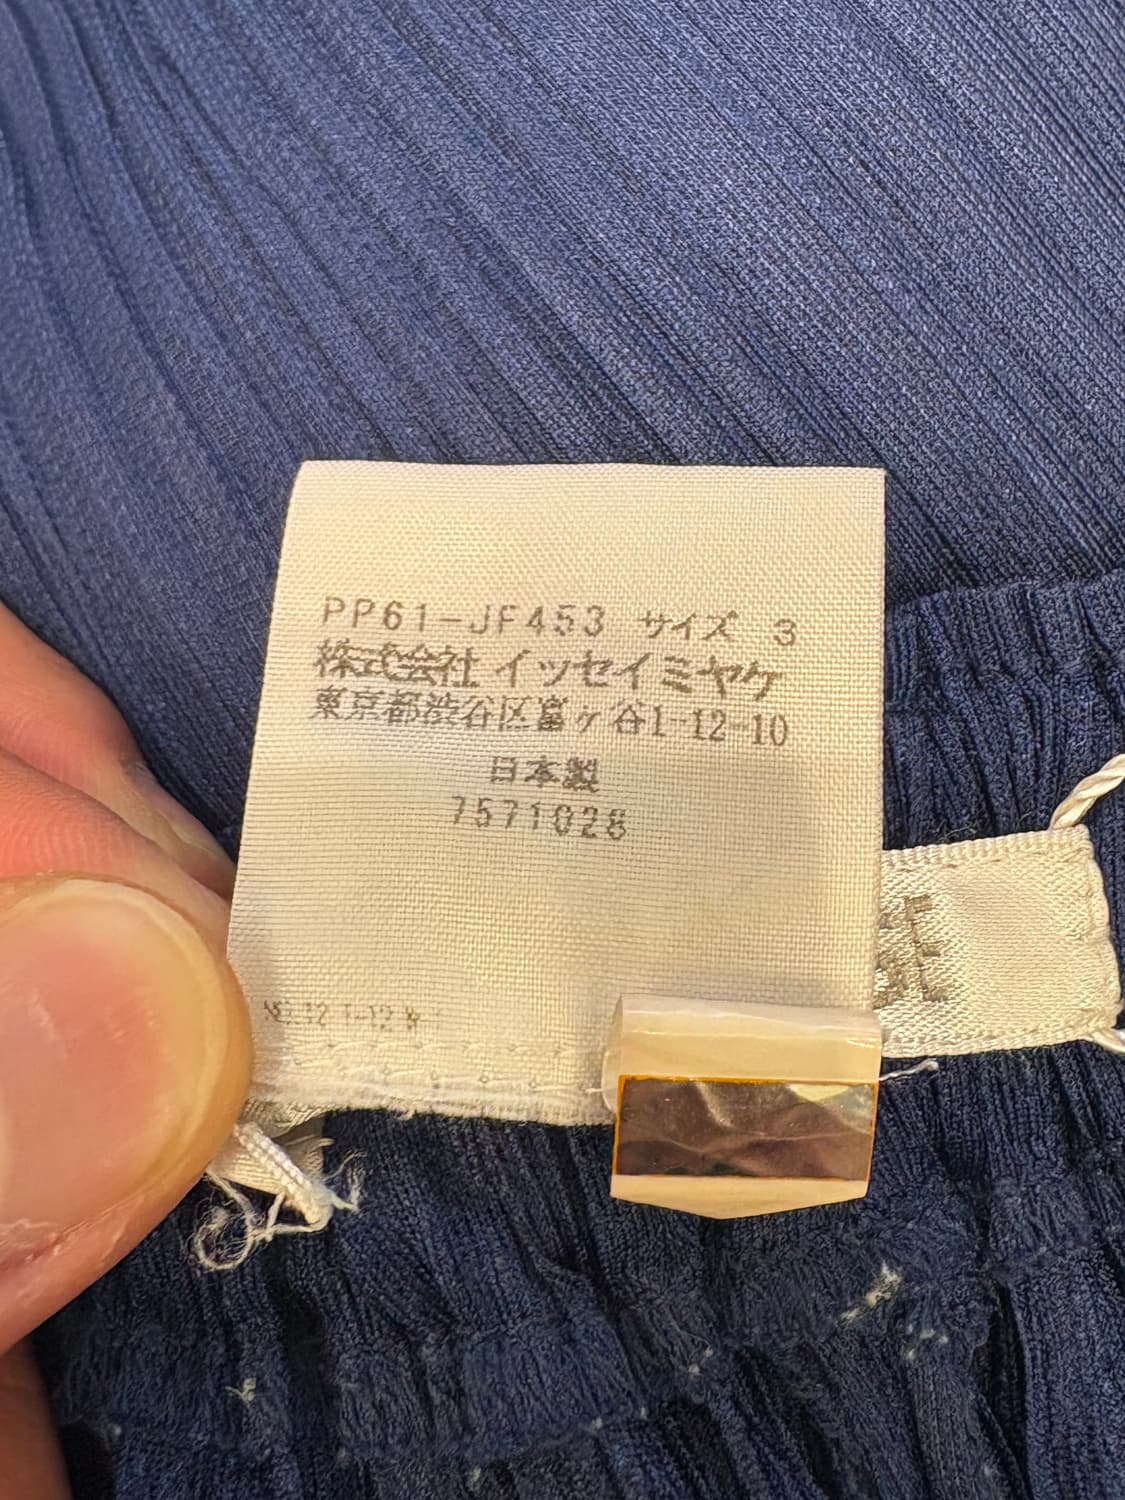 PP61-JF453 サイズ 3
株式会社 イッセイミヤケ
東京都渋谷区富ヶ谷1-12-10
日本製
7571028